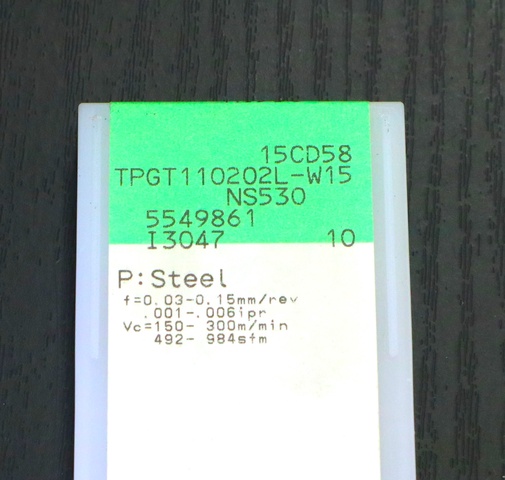 15CD58
TPGT110202L-W15
NS530
5549861
I3047 10
P:Steel
f=0.03-0.15mm/rev
.001-.006ipr
Vc=150- 300m/min
492- 984sfm